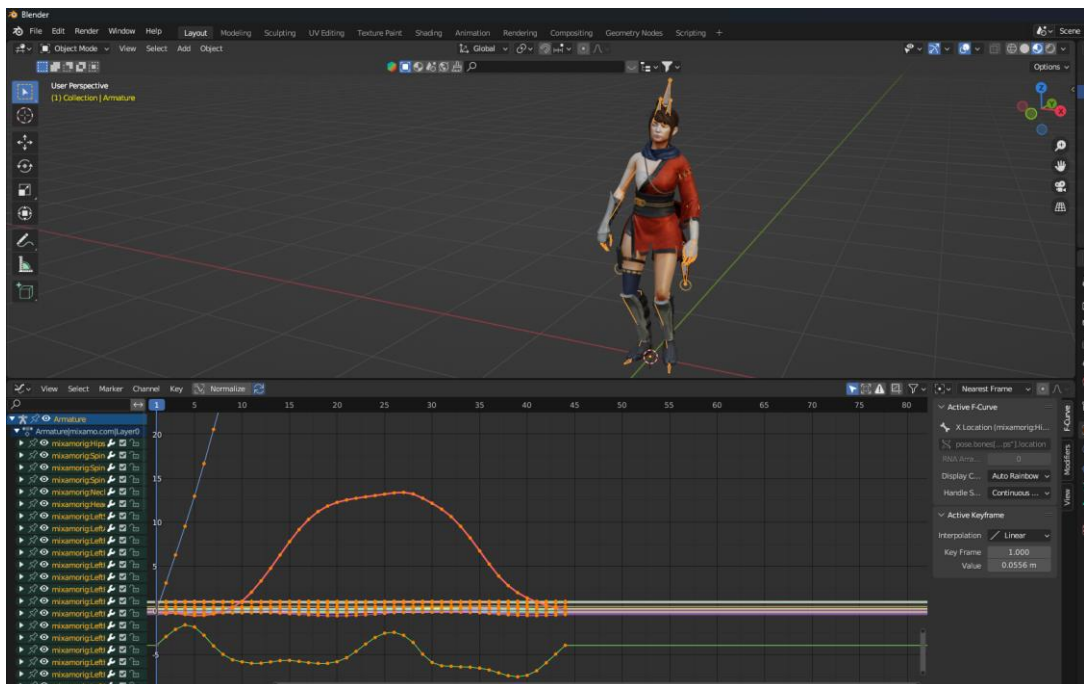 Blender
File Edit Render Window Help Layout Modeling Sculpting UV Editing Texture Paint Shading Animation Rendering Compositing Geometry Nodes Scripting + Scene
Object Mode View Select Add Object Global
Options
User Perspective
(1) Collection | Armature
Z
Y
X
View Select Marker Channel Key Normalize Nearest Frame
1 5 10 15 20 25 30 35 40 45 50 55 60 65 70 75 80
Armature
Armature|mixamo.com|Layer0
mixamorig:Hips
mixamorig:Spin
mixamorig:Spin
mixamorig:Spin
mixamorig:Neck
mixamorig:Hea
mixamorig:Left
mixamorig:Left
mixamorig:Left
mixamorig:Left
mixamorig:Left
mixamorig:Left
mixamorig:Left
mixamorig:Left
mixamorig:Left
mixamorig:Left
mixamorig:Left
mixamorig:Left
mixamorig:Left
20
15
10
5
0
-5
Active F-Curve
X Location (mixamorig:Hi...
pose.bones[...ps"].location
RNA Arra... 0
Display C... Auto Rainbow
Handle S... Continuous ...
Active Keyframe
Interpolation Linear
Key Frame 1.000
Value 0.0556 m
F-Curve
Modifiers
View